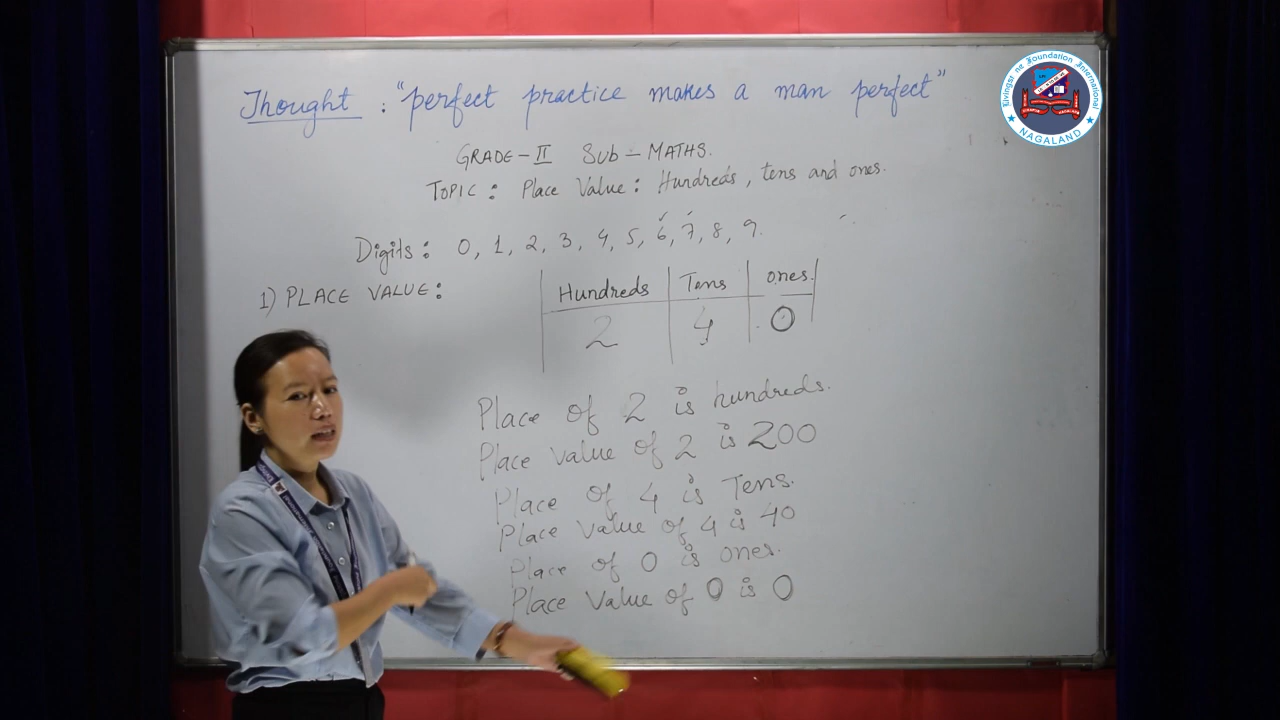 Thought : "perfect practice makes a man perfect"
GRADE-II SUB-MATHS.
TOPIC : Place Value: Hundreds, tens and ones.
Digits: 0, 1, 2, 3, 4, 5, 6, 7, 8, 9.
1) PLACE VALUE:
Hundreds Tens ones.
2 4 0
Place of 2 is hundreds.
Place value of 2 is 200
Place of 4 is Tens.
Place value of 4 is 40
Place of 0 is ones.
Place Value of 0 is 0
Livingstone Foundation International
NAGALAND